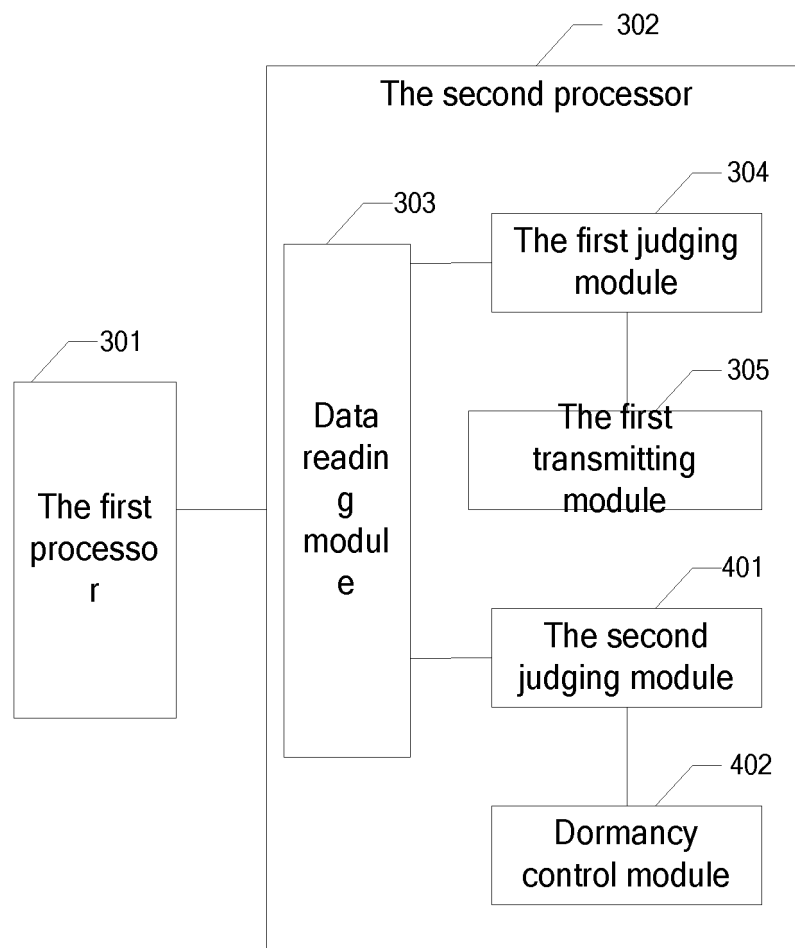 302
The second processor
304
303
The first judging
module
301
305
Data
readin
g
modul
e
The first
transmitting
module
The first
processo
r
401
The second
judging module
402
Dormancy
control module